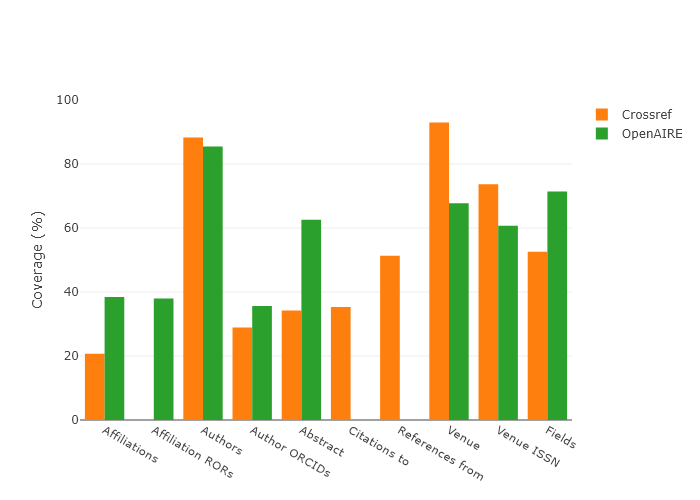 Crossref
OpenAIRE
Coverage (%)
100
80
60
40
20
0
Affiliations
Affiliation RORs
Authors
Author ORCIDs
Abstract
Citations to
References from
Venue
Venue ISSN
Fields